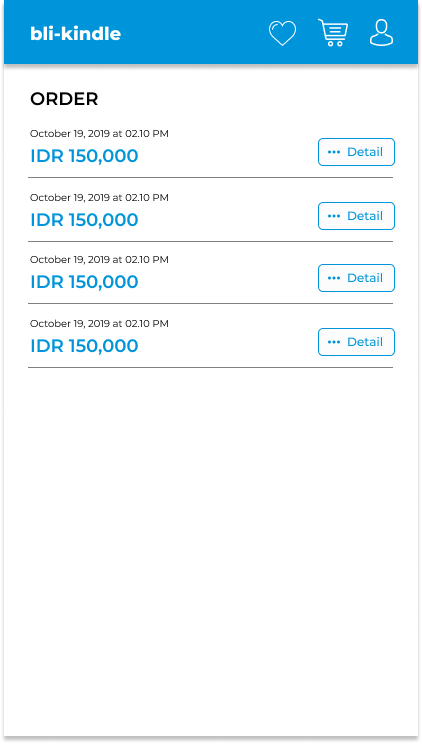 bli-kindle
ORDER
October 19, 2019 at 02.10 PM
IDR 150,000
Detail
October 19, 2019 at 02.10 PM
IDR 150,000
Detail
October 19, 2019 at 02.10 PM
IDR 150,000
Detail
October 19, 2019 at 02.10 PM
IDR 150,000
Detail